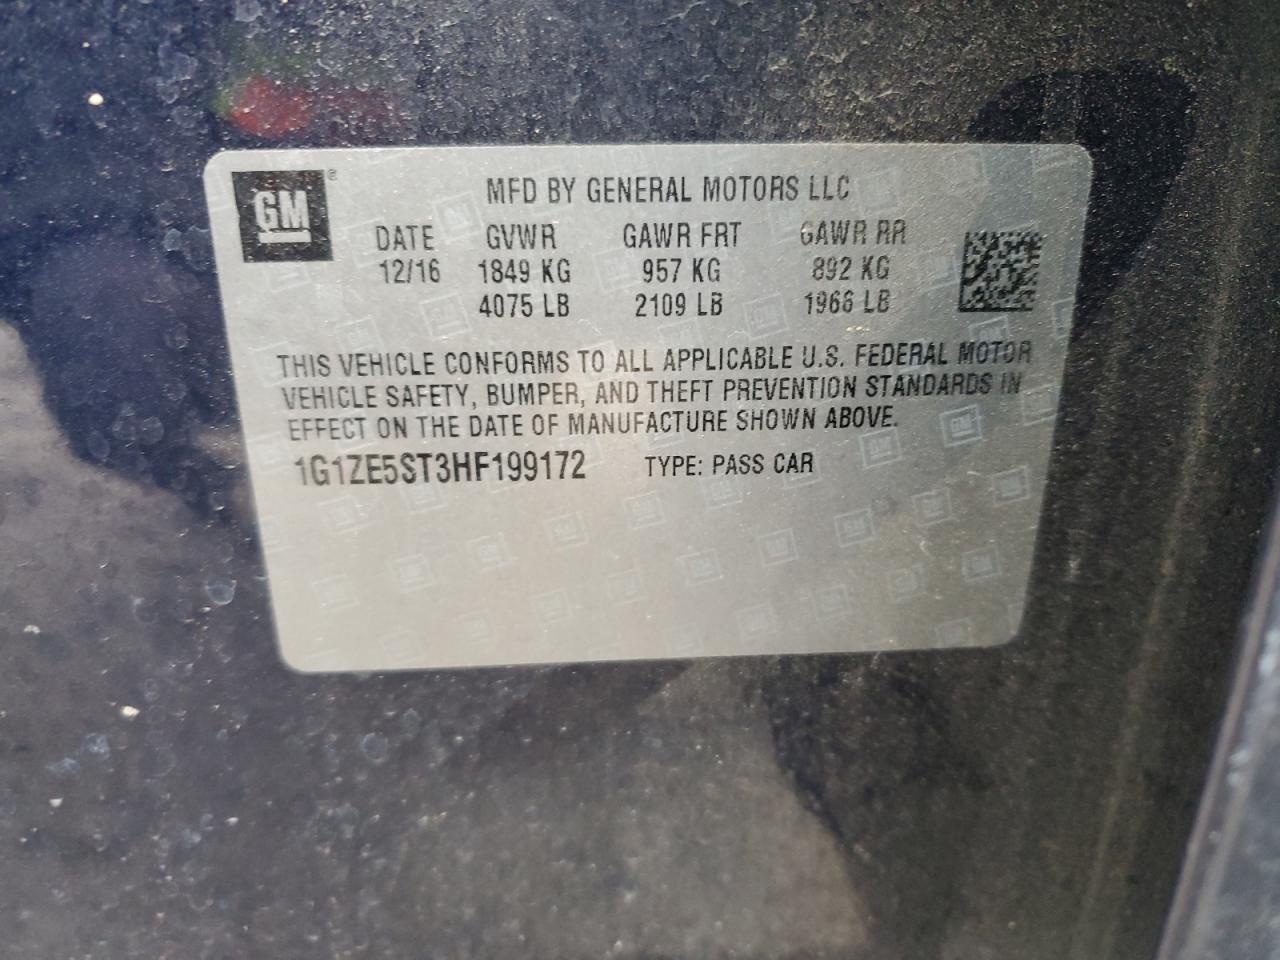 GM ®
MFD BY GENERAL MOTORS LLC
DATE GVWR GAWR FRT GAWR RR
12/16 1849 KG 957 KG 892 KG
4075 LB 2109 LB 1966 LB
THIS VEHICLE CONFORMS TO ALL APPLICABLE U.S. FEDERAL MOTOR
VEHICLE SAFETY, BUMPER, AND THEFT PREVENTION STANDARDS IN
EFFECT ON THE DATE OF MANUFACTURE SHOWN ABOVE.
1G1ZE5ST3HF199172 TYPE: PASS CAR